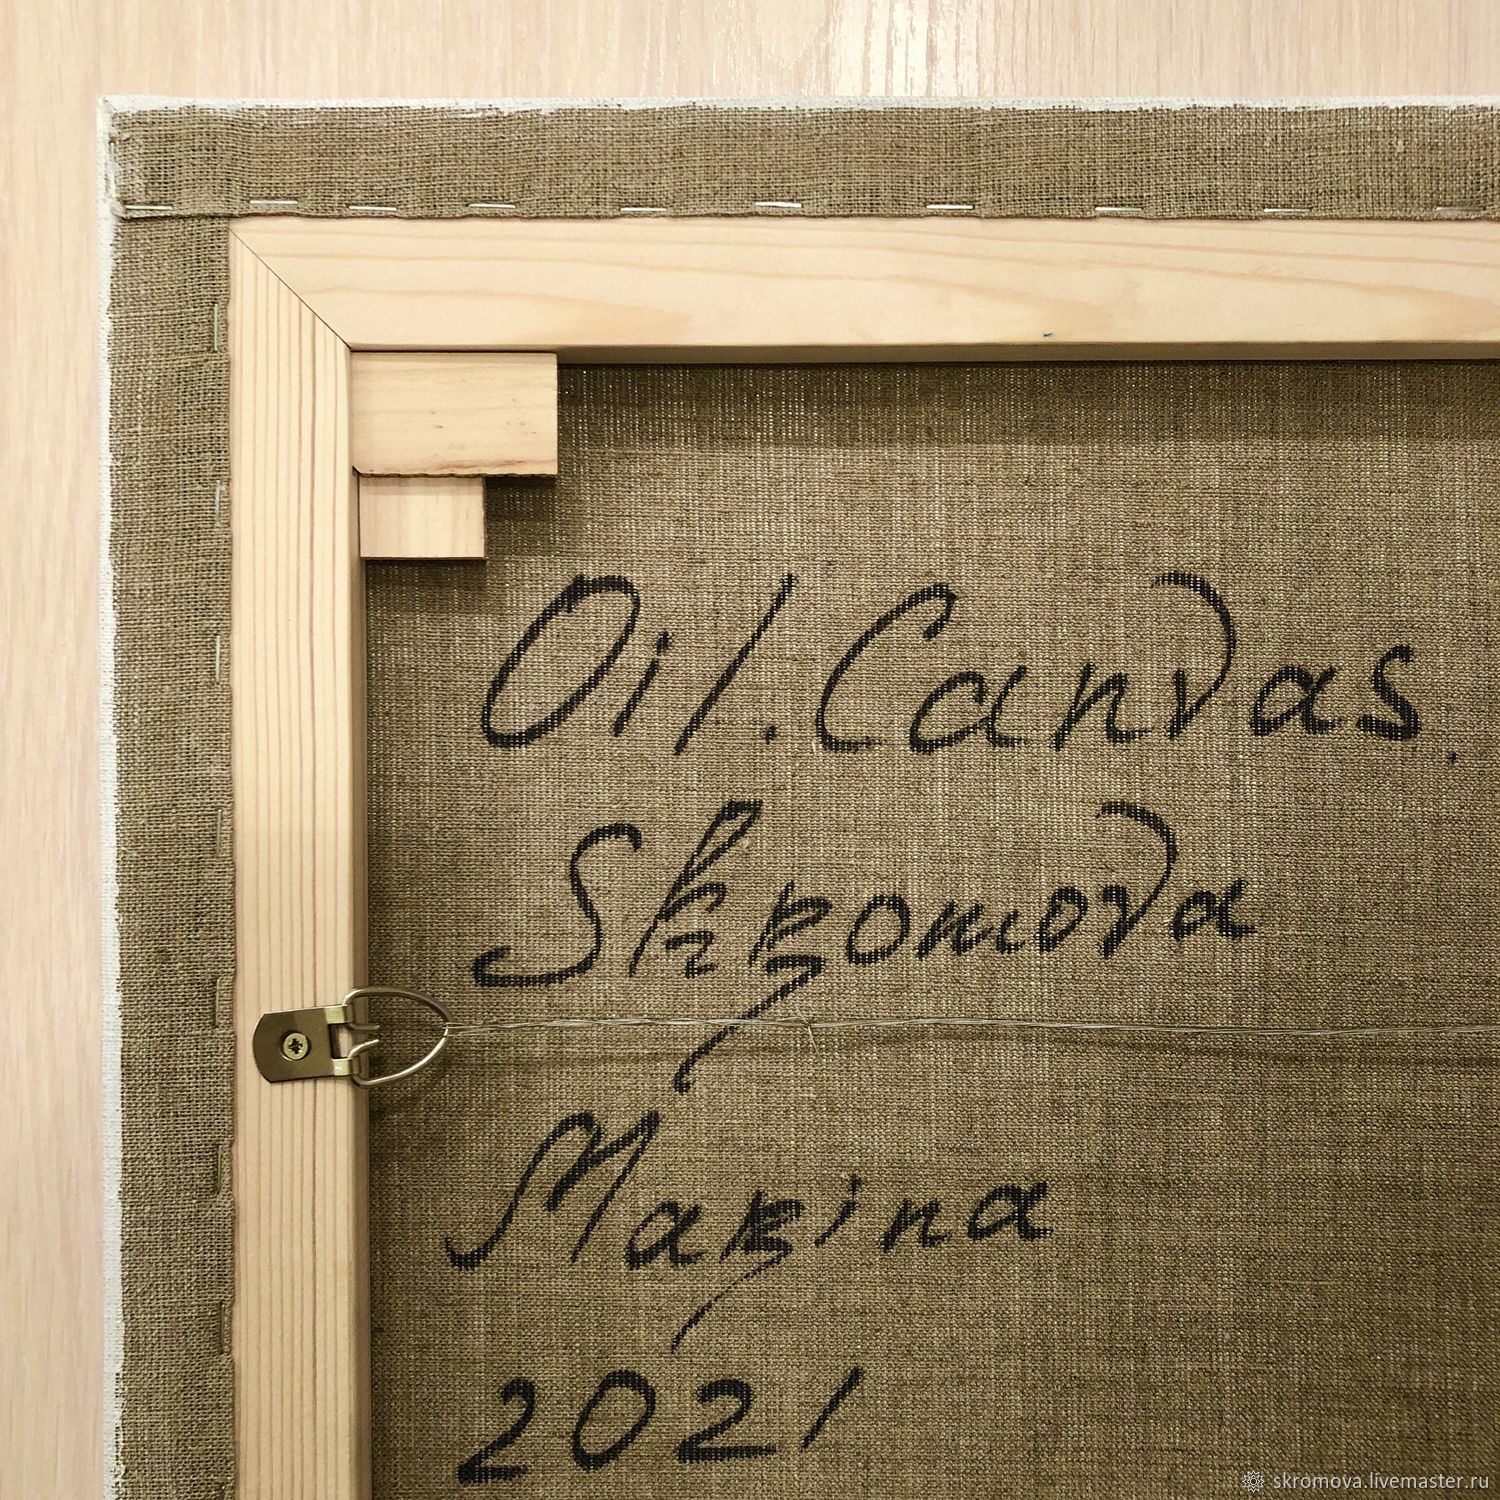 Oil. Canvas.
Skromova
Marina
2021
skromova.livemaster.ru